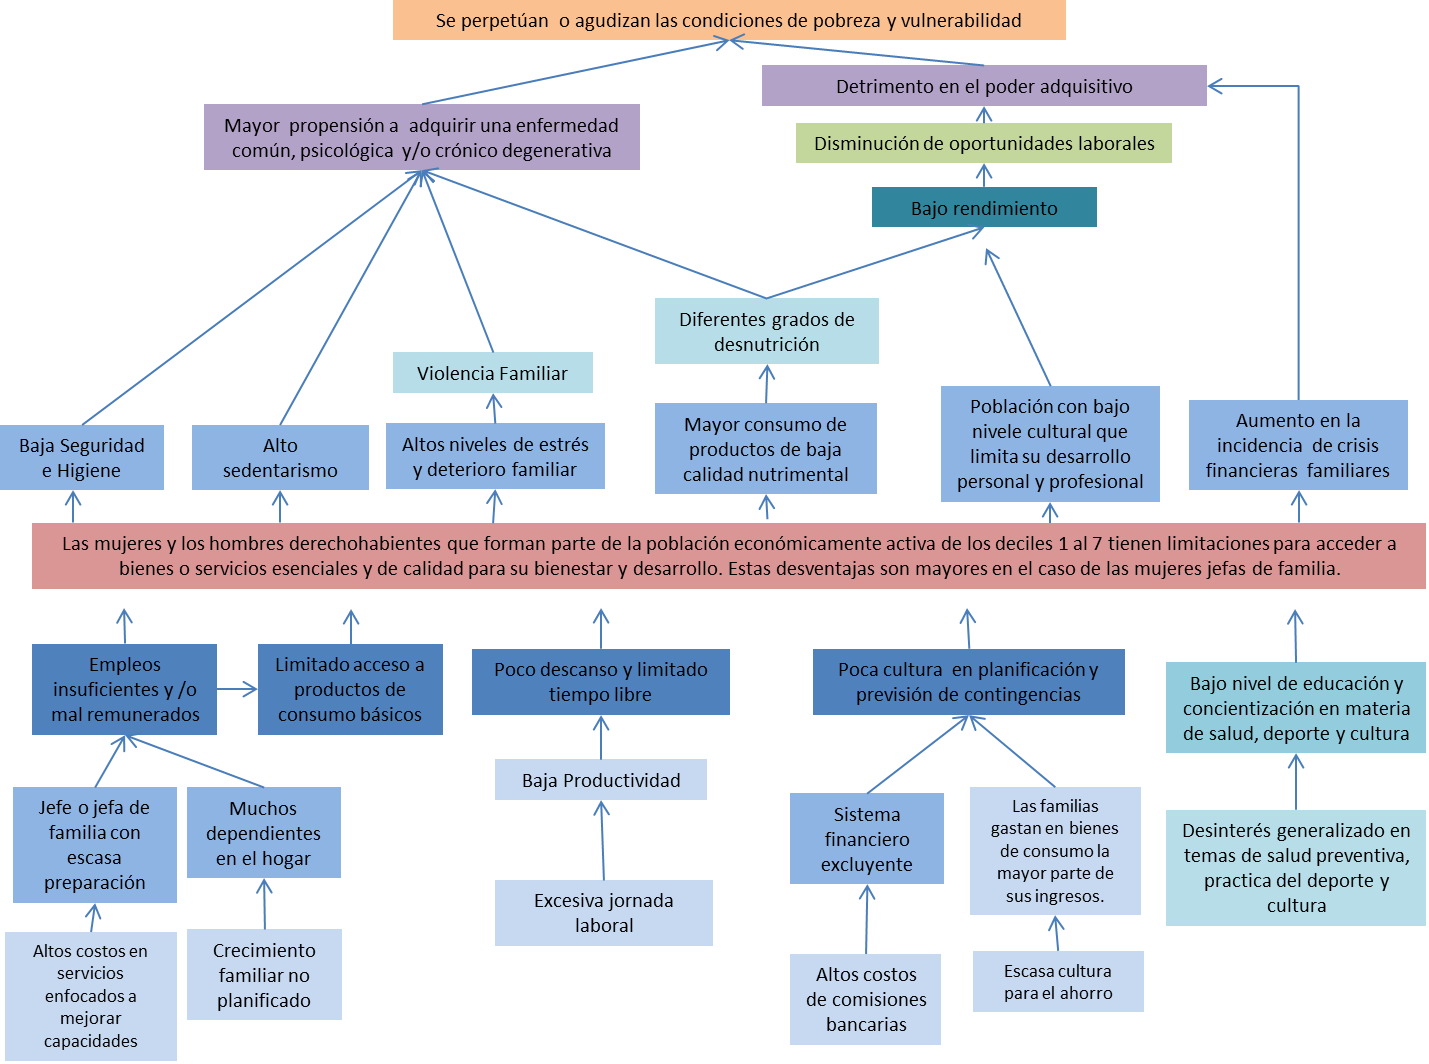 Se perpetúan o agudizan las condiciones de pobreza y vulnerabilidad
Detrimento en el poder adquisitivo
Mayor propensión a adquirir una enfermedad
común, psicológica y/o crónico degenerativa
Disminución de oportunidades laborales
Bajo rendimiento
Diferentes grados de
desnutrición
Violencia Familiar
Baja Seguridad
e Higiene
Alto
sedentarismo
Altos niveles de estrés
y deterioro familiar
Mayor consumo de
productos de baja
calidad nutrimental
Población con bajo
nivele cultural que
limita su desarrollo
personal y profesional
Aumento en la
incidencia de crisis
financieras familiares
Las mujeres y los hombres derechohabientes que forman parte de la población económicamente activa de los deciles 1 al 7 tienen limitaciones para acceder a
bienes o servicios esenciales y de calidad para su bienestar y desarrollo. Estas desventajas son mayores en el caso de las mujeres jefas de familia.
Empleos
insuficientes y /o
mal remunerados
Limitado acceso a
productos de
consumo básicos
Poco descanso y limitado
tiempo libre
Poca cultura en planificación y
previsión de contingencias
Bajo nivel de educación y
concientización en materia
de salud, deporte y cultura
Jefe o jefa de
familia con
escasa
preparación
Muchos
dependientes
en el hogar
Baja Productividad
Sistema
financiero
excluyente
Las familias
gastan en bienes
de consumo la
mayor parte de
sus ingresos.
Desinterés generalizado en
temas de salud preventiva,
practica del deporte y
cultura
Altos costos en
servicios
enfocados a
mejorar
capacidades
Crecimiento
familiar no
planificado
Excesiva jornada
laboral
Altos costos
de comisiones
bancarias
Escasa cultura
para el ahorro